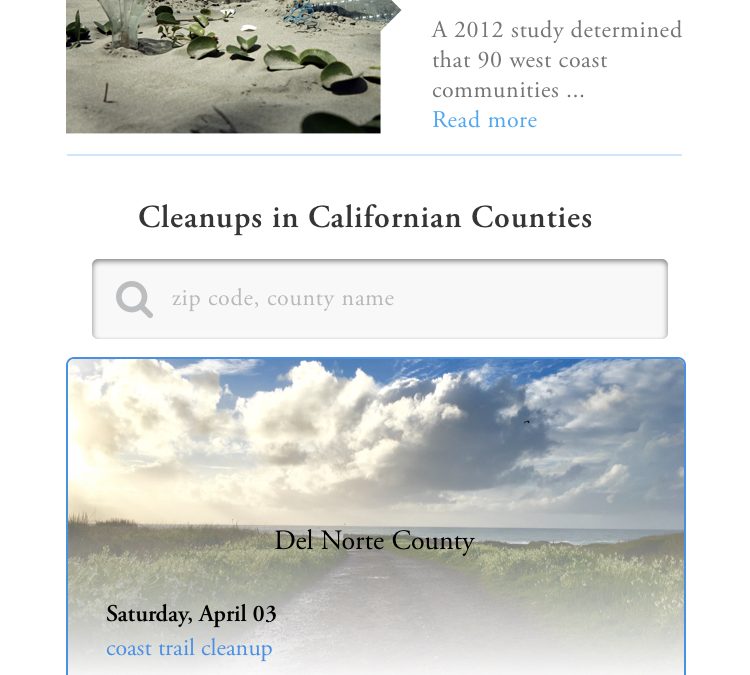 A 2012 study determined
that 90 west coast
communities ...
Read more
Cleanups in Californian Counties
zip code, county name
Del Norte County
Saturday, April 03
coast trail cleanup